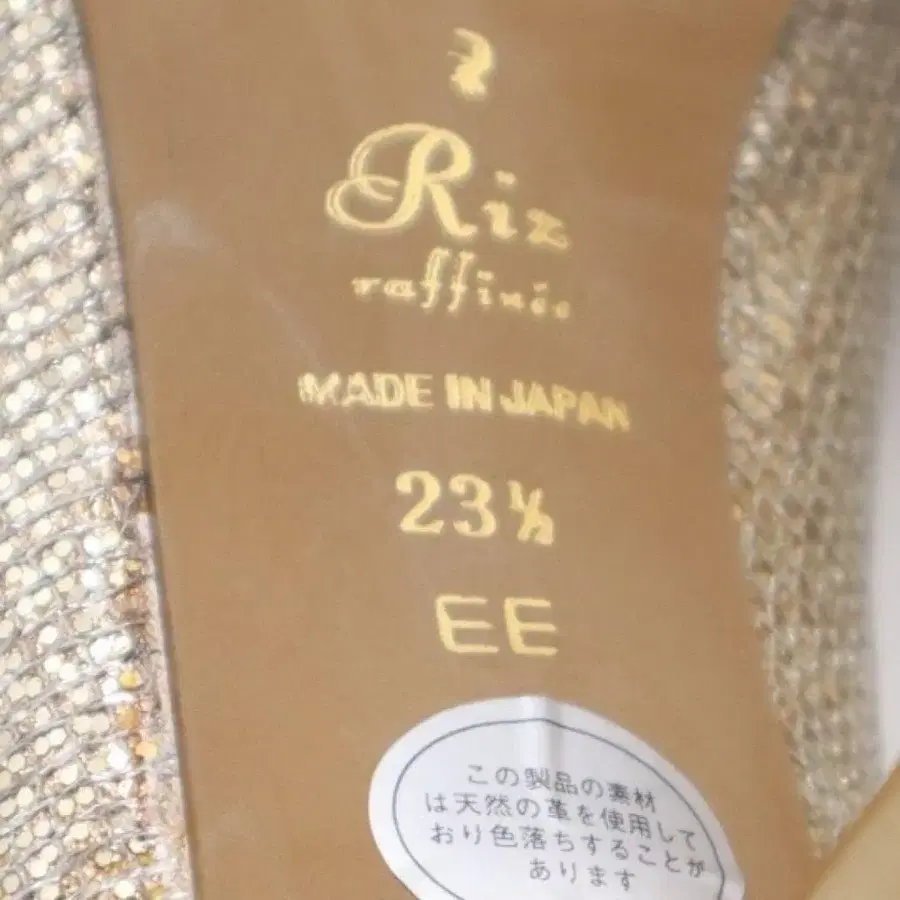 Riz
raffinée
MADE IN JAPAN
23½
EE
この製品の素材
は天然の革を使用して
おり色落ちすることが
あります